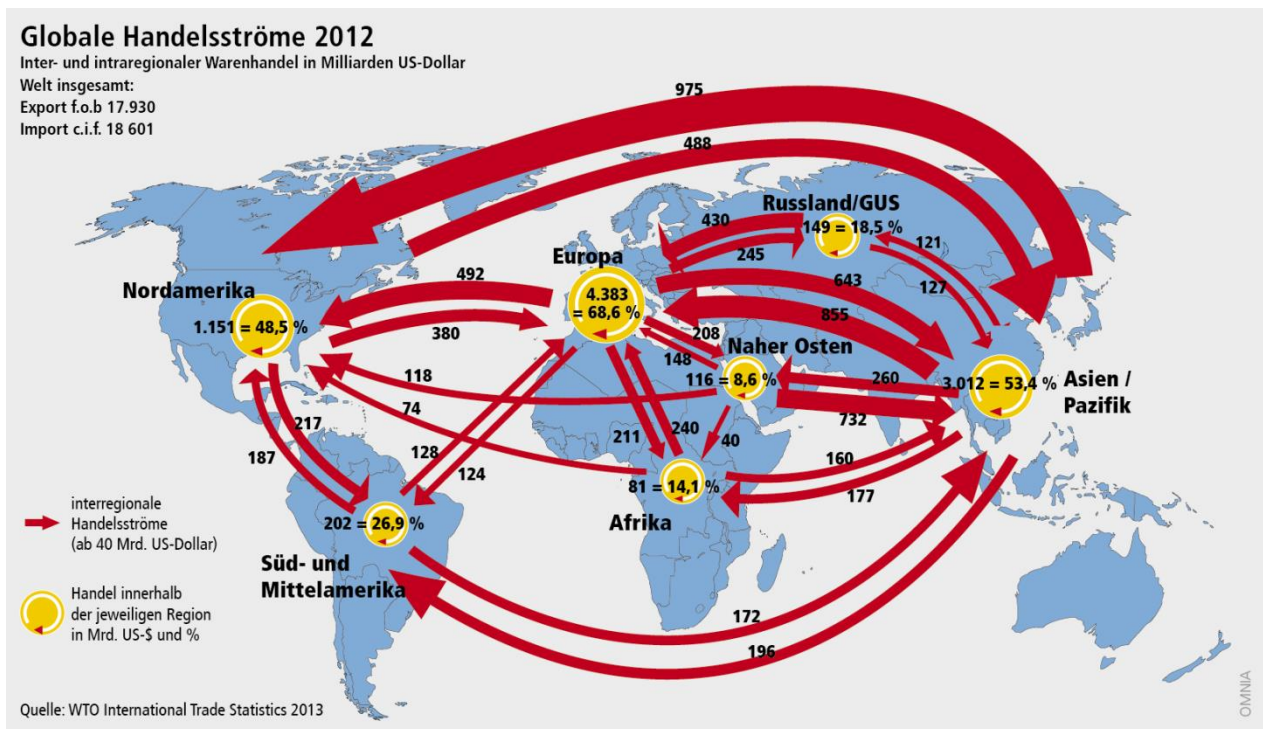 Globale Handelsströme 2012
Inter- und intraregionaler Warenhandel in Milliarden US-Dollar
Welt insgesamt:
Export f.o.b 17.930
Import c.i.f. 18 601
975
488
Russland/GUS
149 = 18,5 %
430
245
121
127
Europa
4.383
= 68,6 %
492
380
643
855
Nordamerika
1.151 = 48,5 %
208
148
Naher Osten
116 = 8,6 %
260
732
3.012 = 53,4 %
Asien /
Pazifik
118
74
217
187
128
124
211
240
40
160
177
81 = 14,1 %
Afrika
202 = 26,9 %
Süd- und
Mittelamerika
172
196
interregionale
Handelsströme
(ab 40 Mrd. US-Dollar)
Handel innerhalb
der jeweiligen Region
in Mrd. US-$ und %
Quelle: WTO International Trade Statistics 2013
OMNIA